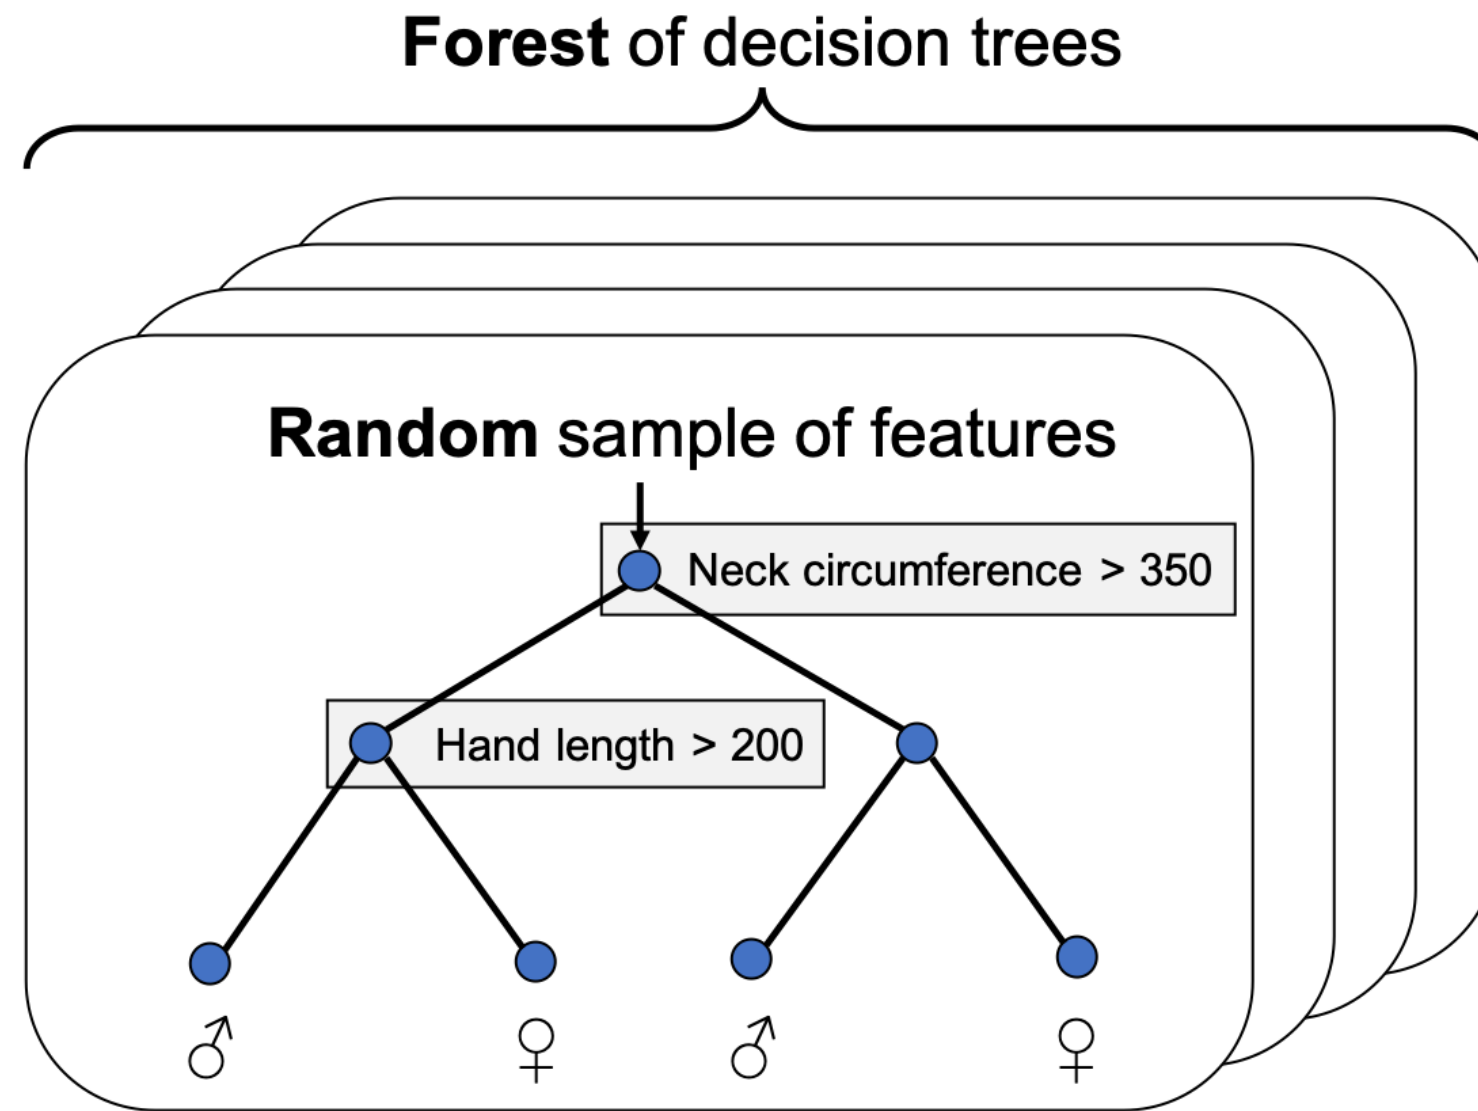 Forest of decision trees
Random sample of features
Neck circumference > 350
Hand length > 200
♂ ♀ ♂ ♀